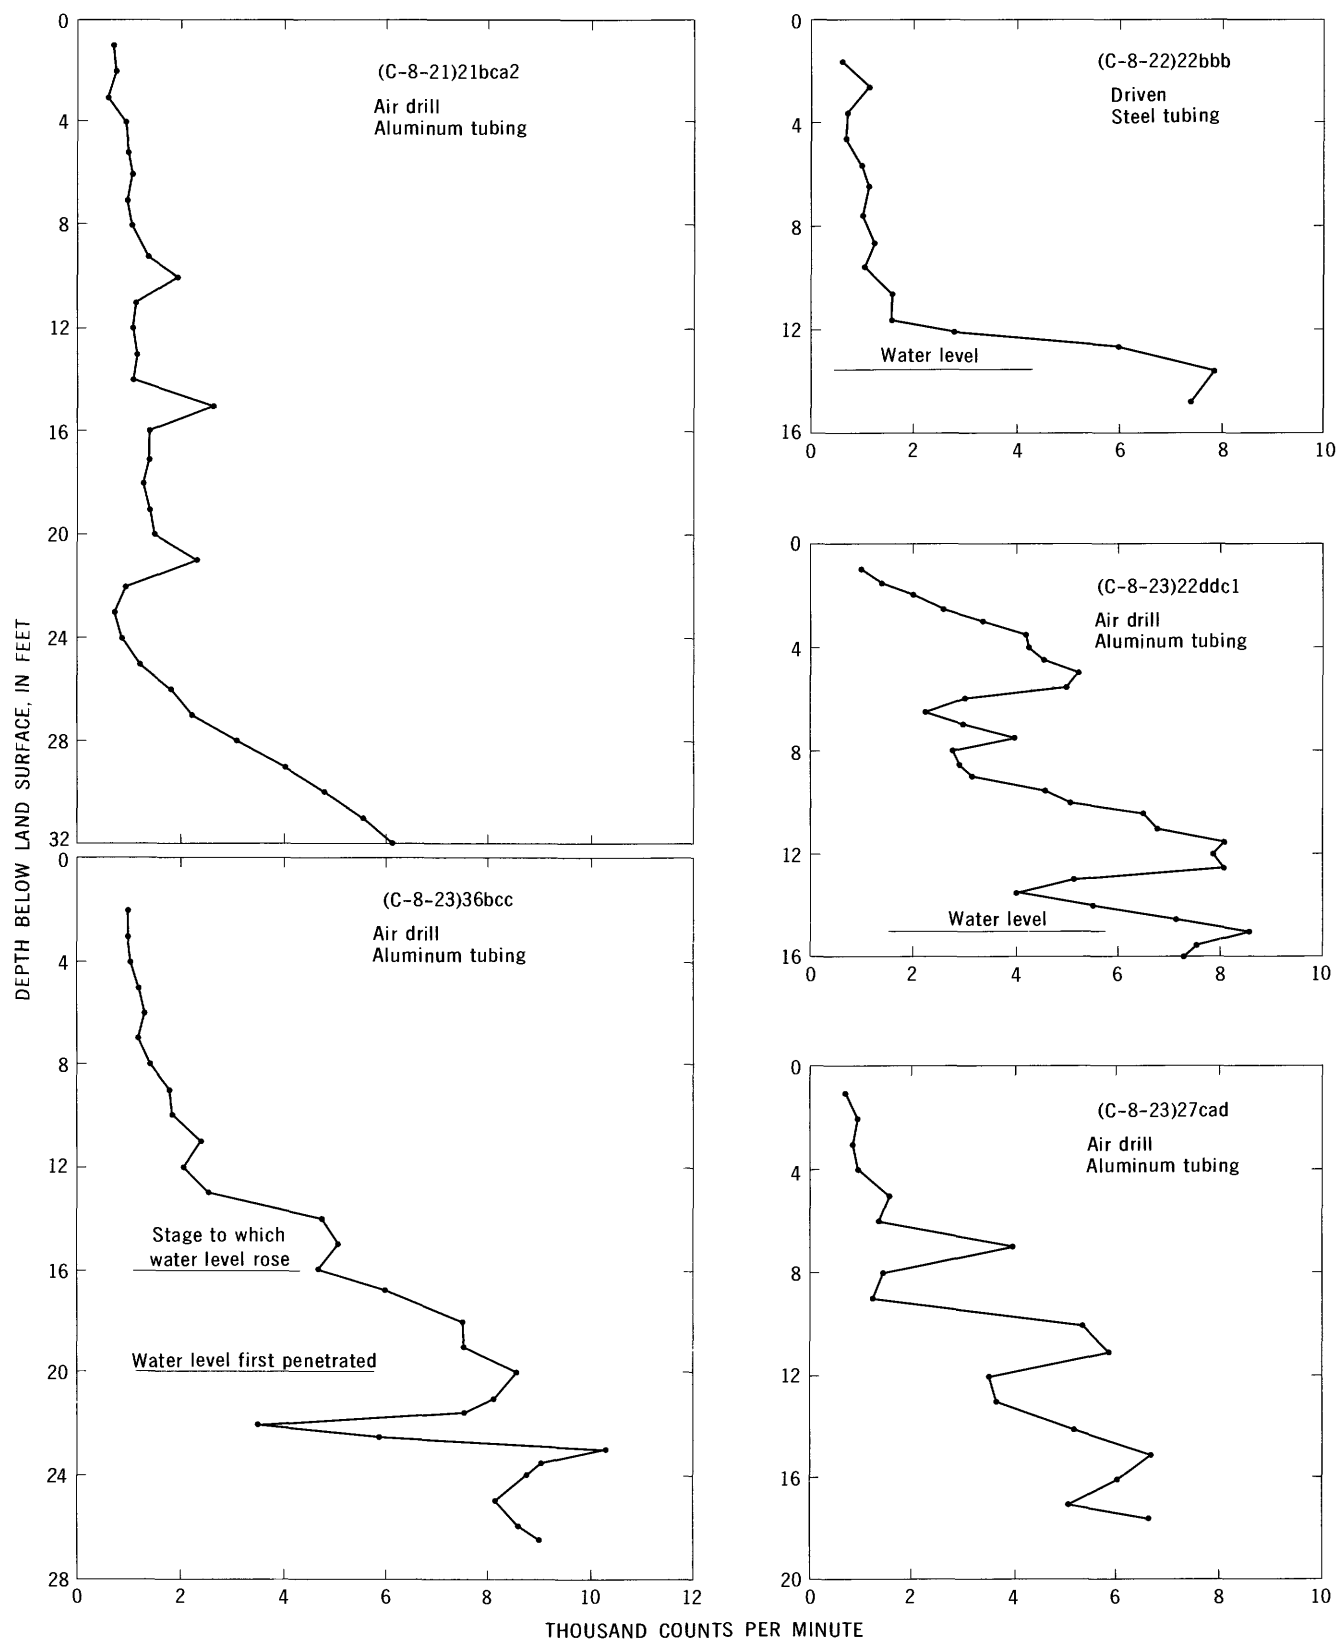 0
4
8
12
16
20
24
28
32
(C-8-21)21bca2
Air drill
Aluminum tubing
0
4
8
12
16
(C-8-22)22bbb
Driven
Steel tubing
Water level
0 2 4 6 8 10
0
4
8
12
16
(C-8-23)22ddc1
Air drill
Aluminum tubing
Water level
0 2 4 6 8 10
DEPTH BELOW LAND SURFACE, IN FEET
0
4
8
12
16
20
24
28
(C-8-23)36bcc
Air drill
Aluminum tubing
Stage to which
water level rose
Water level first penetrated
0 2 4 6 8 10 12
0
4
8
12
16
20
(C-8-23)27cad
Air drill
Aluminum tubing
0 2 4 6 8 10
THOUSAND COUNTS PER MINUTE